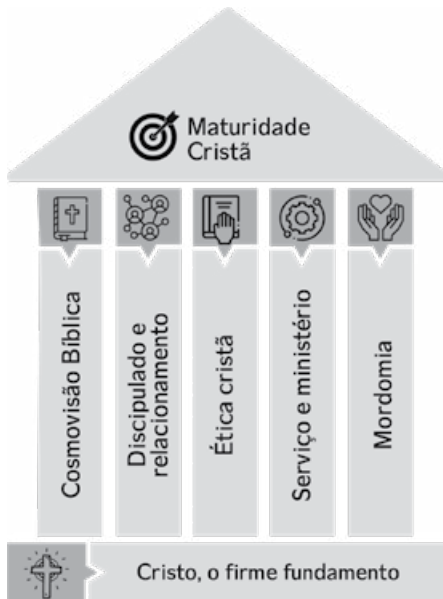 Maturidade
Cristã
Cosmovisão Bíblica
Discipulado e
relacionamento
Ética cristã
Serviço e ministério
Mordomia
Cristo, o firme fundamento